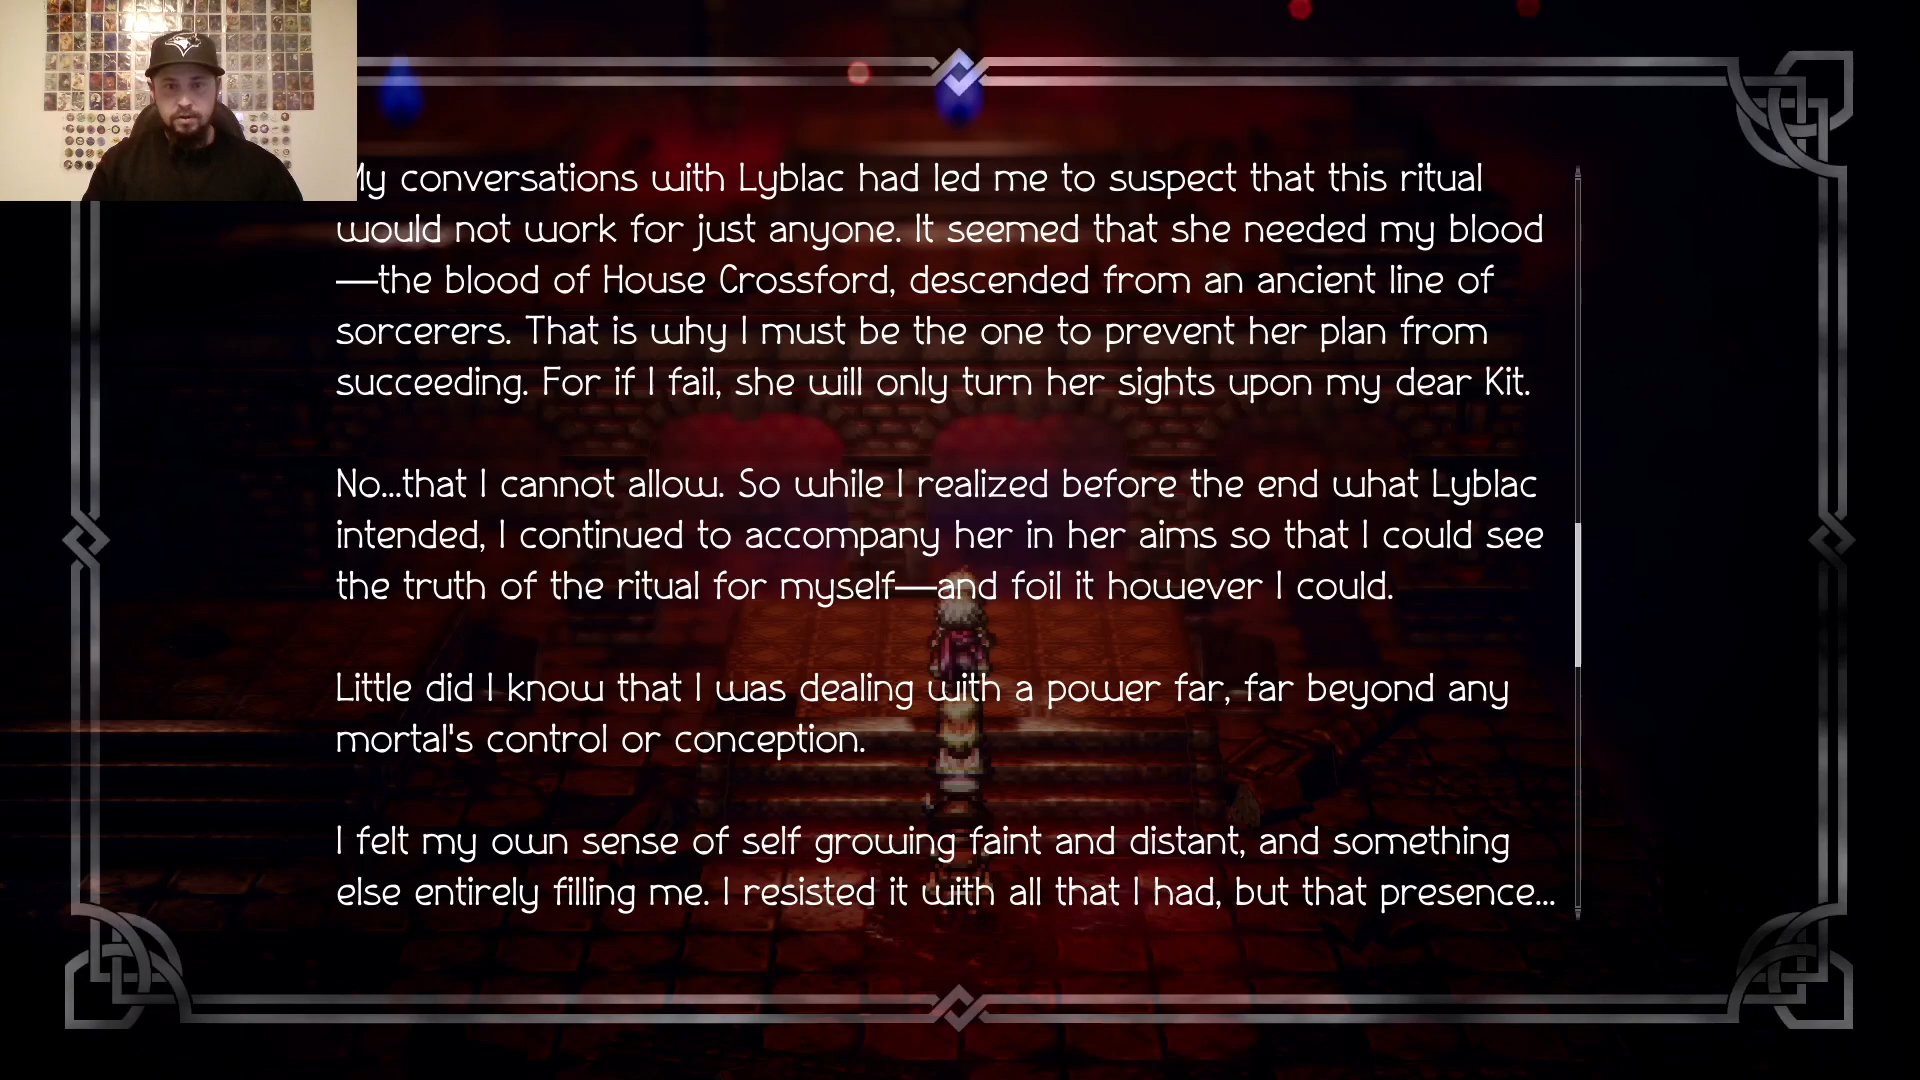 My conversations with Lyblac had led me to suspect that this ritual
would not work for just anyone. It seemed that she needed my blood
—the blood of House Crossford, descended from an ancient line of
sorcerers. That is why I must be the one to prevent her plan from
succeeding. For if I fail, she will only turn her sights upon my dear Kit.
No...that I cannot allow. So while I realized before the end what Lyblac
intended, I continued to accompany her in her aims so that I could see
the truth of the ritual for myself—and foil it however I could.
Little did I know that I was dealing with a power far, far beyond any
mortal's control or conception.
I felt my own sense of self growing faint and distant, and something
else entirely filling me. I resisted it with all that I had, but that presence...